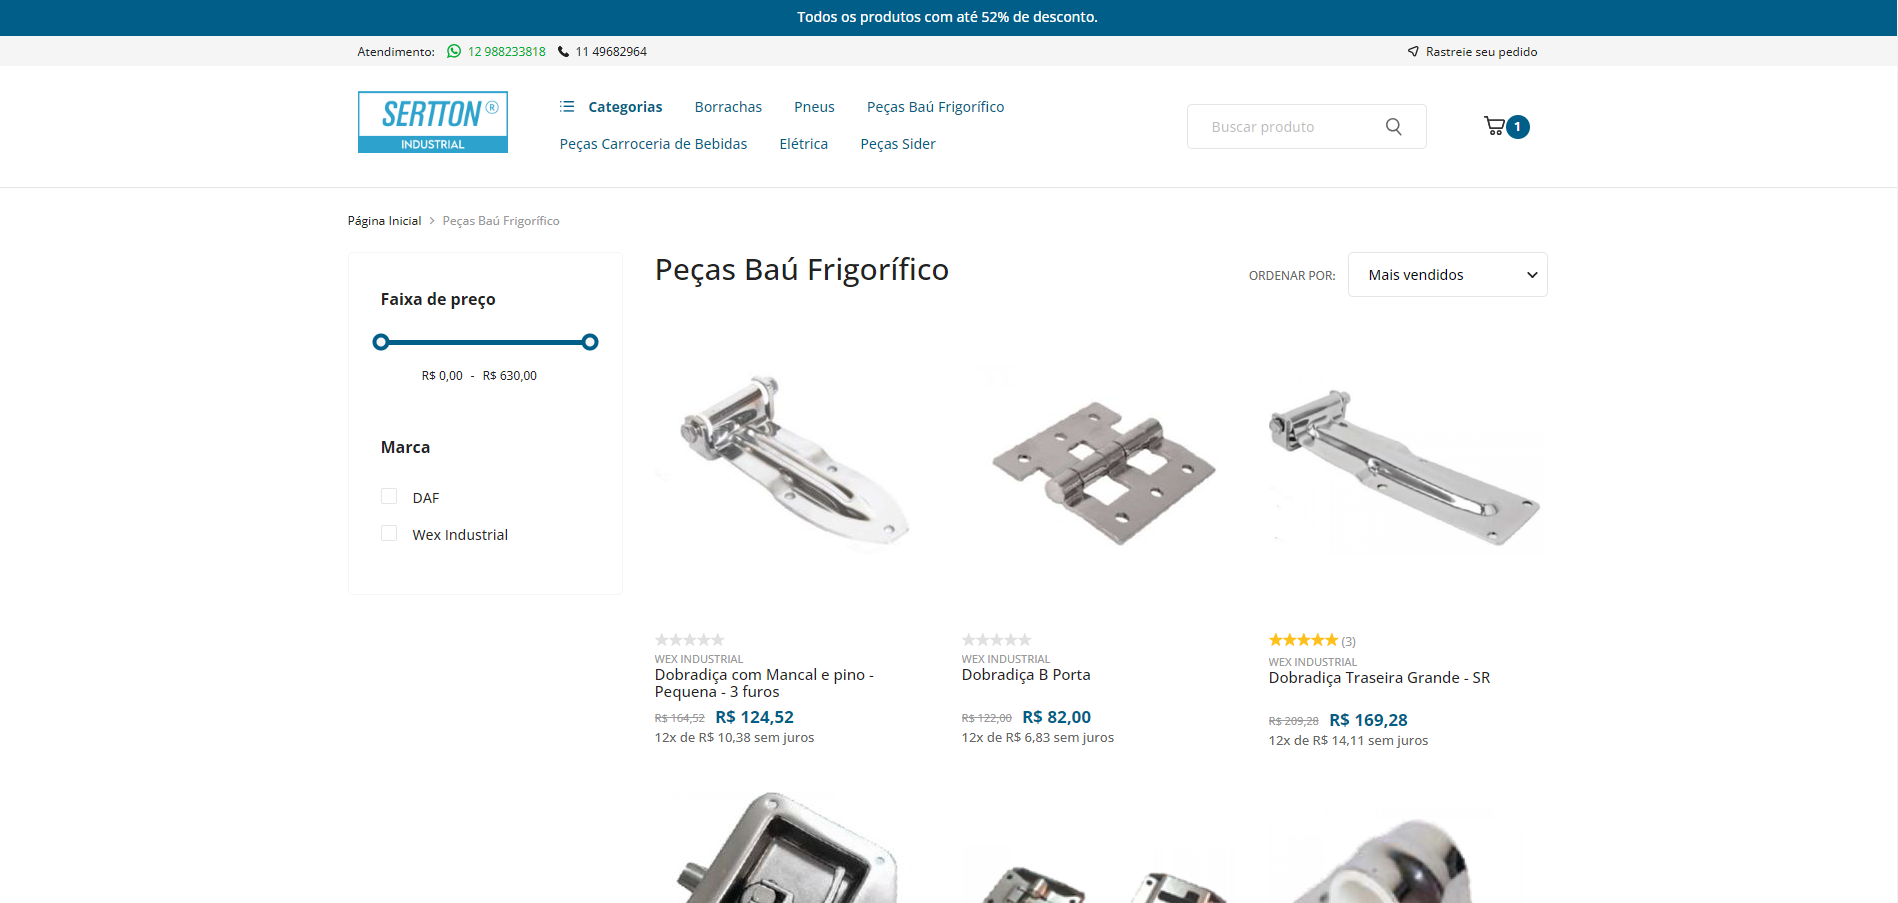 Todos os produtos com até 52% de desconto.
Atendimento: 12 988233818 11 49682964 Rastreie seu pedido
SERTTON ®
INDUSTRIAL
Categorias Borrachas Pneus Peças Baú Frigorífico
Peças Carroceria de Bebidas Elétrica Peças Sider
Buscar produto
1
Página Inicial Peças Baú Frigorífico
Faixa de preço
R$ 0,00 - R$ 630,00
Marca
DAF
Wex Industrial
Peças Baú Frigorífico
ORDENAR POR: Mais vendidos
WEX INDUSTRIAL
Dobradiça com Mancal e pino -
Pequena - 3 furos
R$ 164,52 R$ 124,52
12x de R$ 10,38 sem juros
WEX INDUSTRIAL
Dobradiça B Porta
R$ 122,00 R$ 82,00
12x de R$ 6,83 sem juros
(3)
WEX INDUSTRIAL
Dobradiça Traseira Grande - SR
R$ 209,28 R$ 169,28
12x de R$ 14,11 sem juros